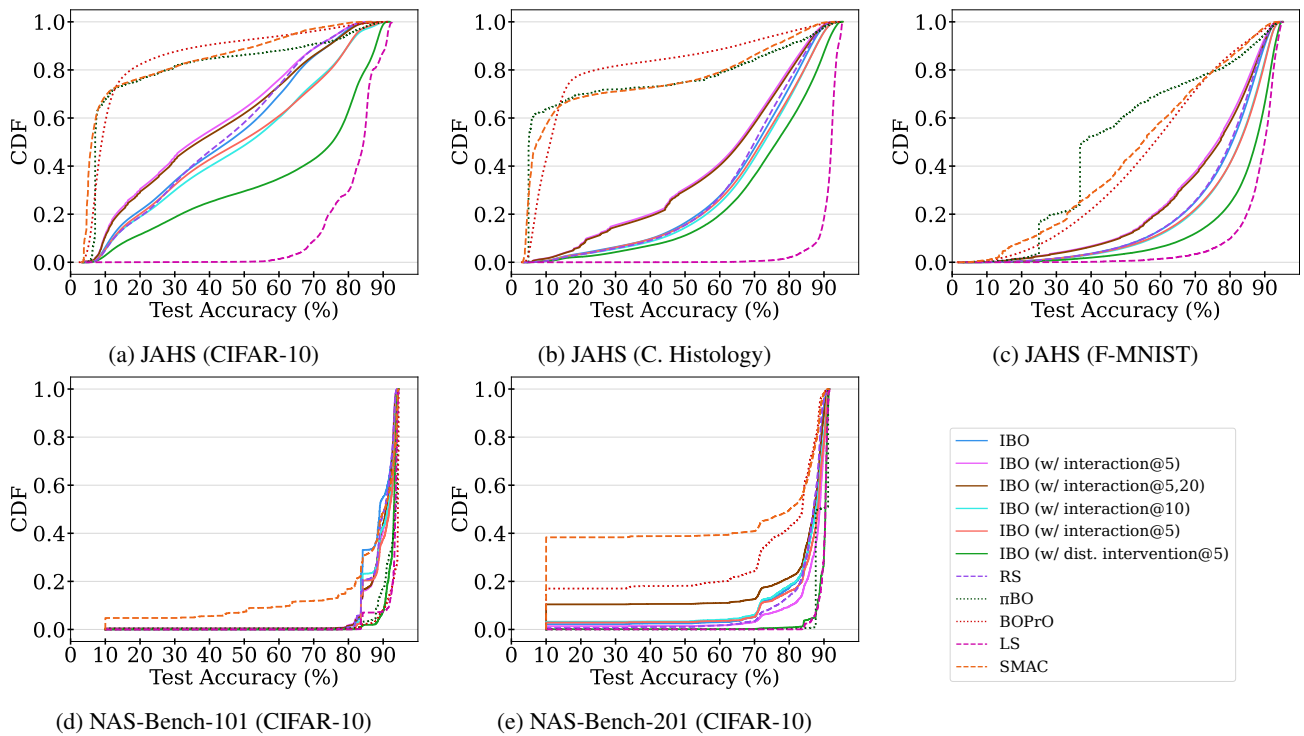 1.0
0.8
0.6
0.4
0.2
0.0
CDF
0 10 20 30 40 50 60 70 80 90
Test Accuracy (%)
(a) JAHS (CIFAR-10)
1.0
0.8
0.6
0.4
0.2
0.0
CDF
0 10 20 30 40 50 60 70 80 90
Test Accuracy (%)
(b) JAHS (C. Histology)
1.0
0.8
0.6
0.4
0.2
0.0
CDF
0 10 20 30 40 50 60 70 80 90
Test Accuracy (%)
(c) JAHS (F-MNIST)
1.0
0.8
0.6
0.4
0.2
0.0
CDF
0 10 20 30 40 50 60 70 80 90
Test Accuracy (%)
(d) NAS-Bench-101 (CIFAR-10)
1.0
0.8
0.6
0.4
0.2
0.0
CDF
0 10 20 30 40 50 60 70 80 90
Test Accuracy (%)
(e) NAS-Bench-201 (CIFAR-10)
IBO
IBO (w/ interaction@5)
IBO (w/ interaction@5,20)
IBO (w/ interaction@10)
IBO (w/ interaction@5)
IBO (w/ dist. intervention@5)
RS
πBO
BOPrO
LS
SMAC